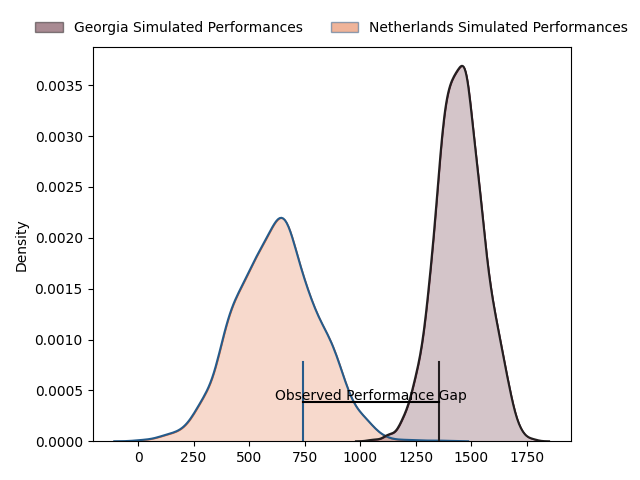 Georgia Simulated Performances
Netherlands Simulated Performances
0.0035
0.0030
0.0025
0.0020
0.0015
0.0010
0.0005
0.0000
Density
Observed Performance Gap
0 250 500 750 1000 1250 1500 1750